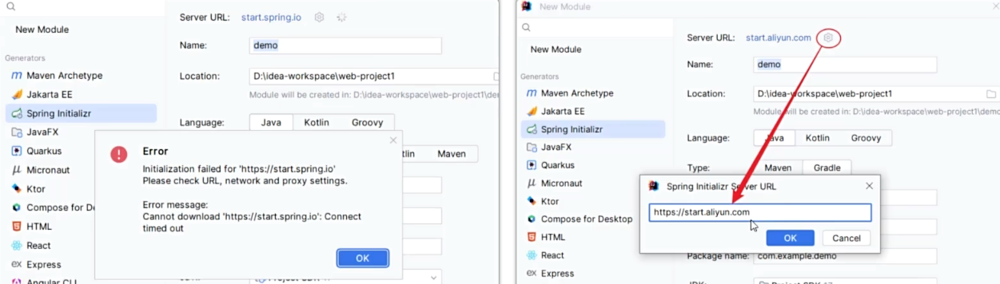 Server URL: start.spring.io
New Module
Name: demo
Generators
Maven Archetype
Location: D:\idea-workspace\web-project1
Jakarta EE
Module will be created in: D:\idea-workspace\web-project1\de
Spring Initializr
Language: Java Kotlin Groovy
JavaFX
Quarkus
Micronaut
Ktor
Compose for De
HTML
React
Express
Angular CLI
tlin Maven
Error
Initialization failed for 'https://start.spring.io'
Please check URL, network and proxy settings.
Error message:
Cannot download 'https://start.spring.io': Connect
timed out
OK
New Module
Server URL: start.aliyun.com
New Module
Name: demo
Generators
Maven Archetype
Location: D:\idea-workspace\web-project1
Jakarta EE
Module will be created in: D:\idea-workspace\web-project1\demo
Spring Initializr
Language: Java Kotlin Groovy
JavaFX
Quarkus
Type: Maven Gradle
Micronaut
Ktor
Compose for Desktop
HTML
React
Express
Spring Initializr Server URL
https://start.aliyun.com
OK Cancel
Package name: com.example.demo